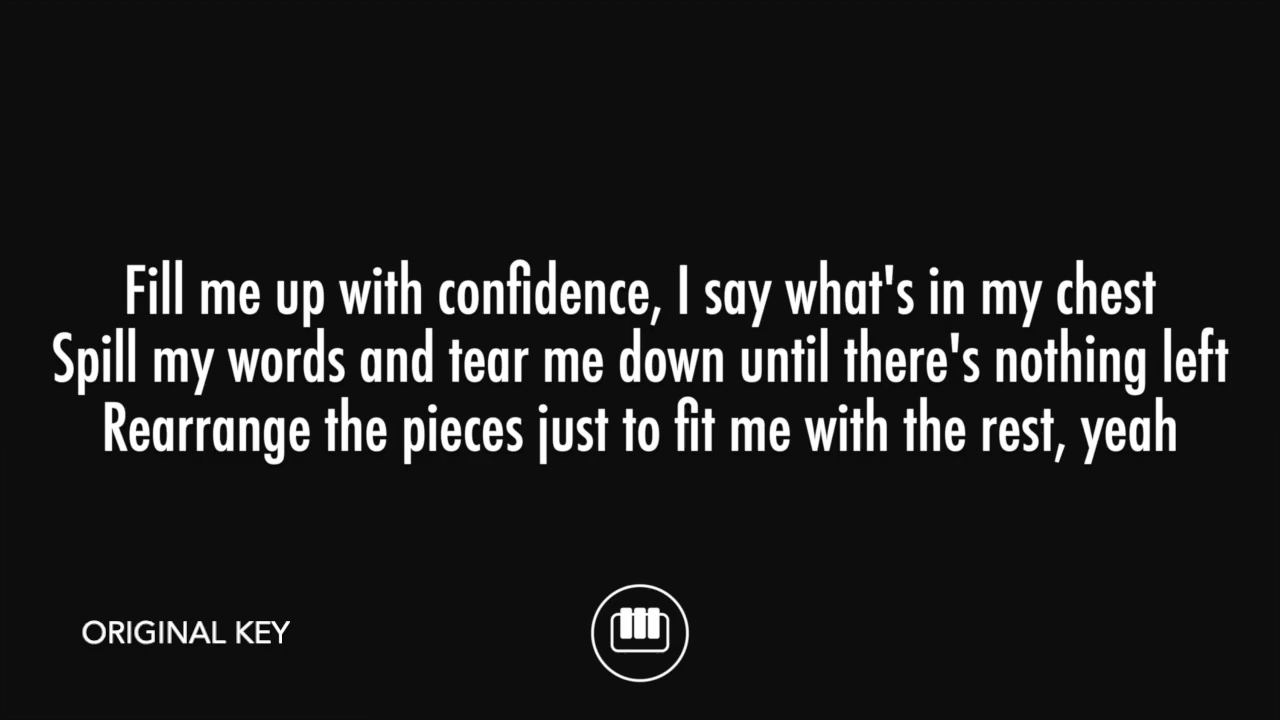 Fill me up with confidence, I say what's in my chest
Spill my words and tear me down until there's nothing left
Rearrange the pieces just to fit me with the rest, yeah
ORIGINAL KEY